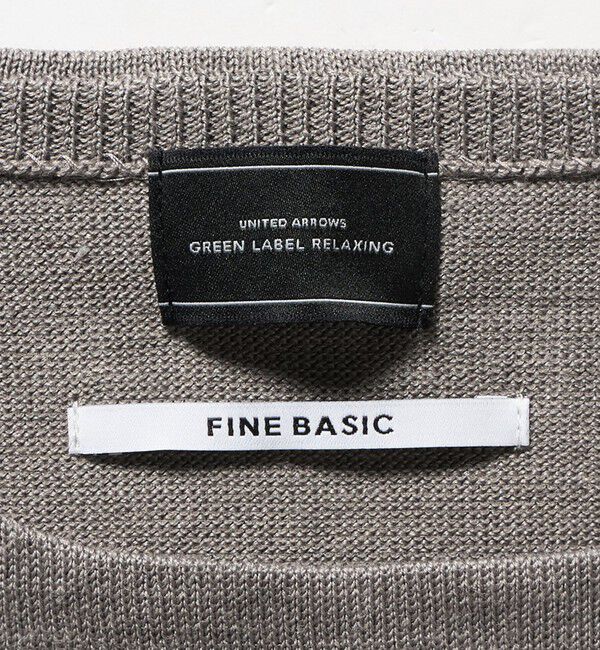 UNITED ARROWS
GREEN LABEL RELAXING
FINE BASIC